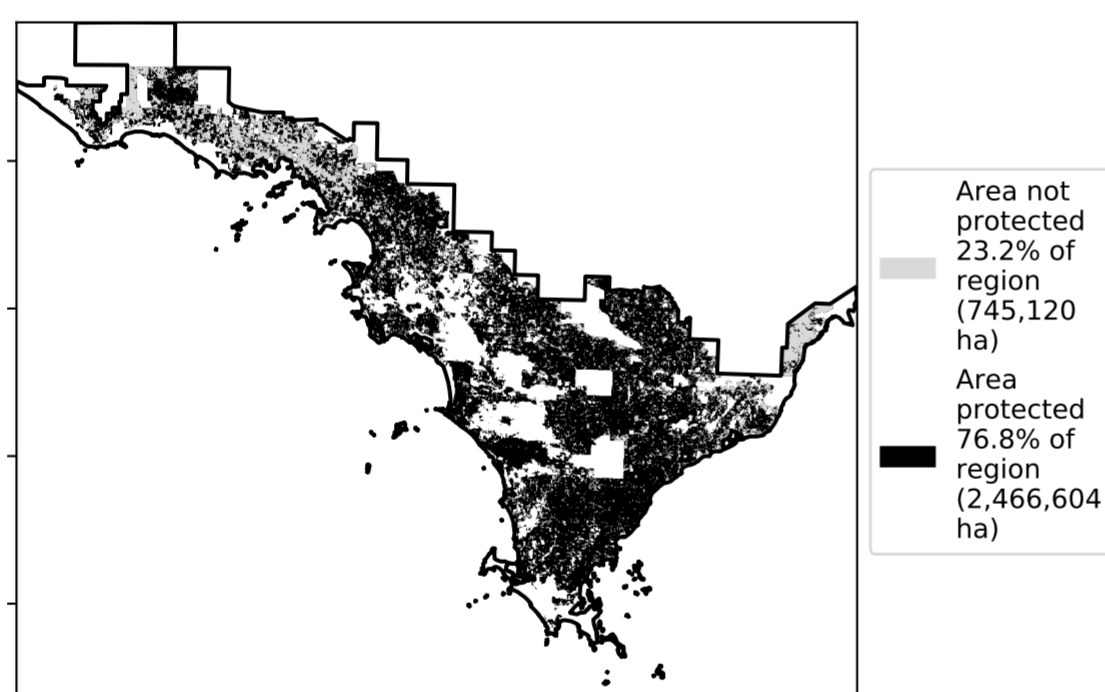 Area not
protected
23.2% of
region
(745,120
ha)
Area
protected
76.8% of
region
(2,466,604
ha)